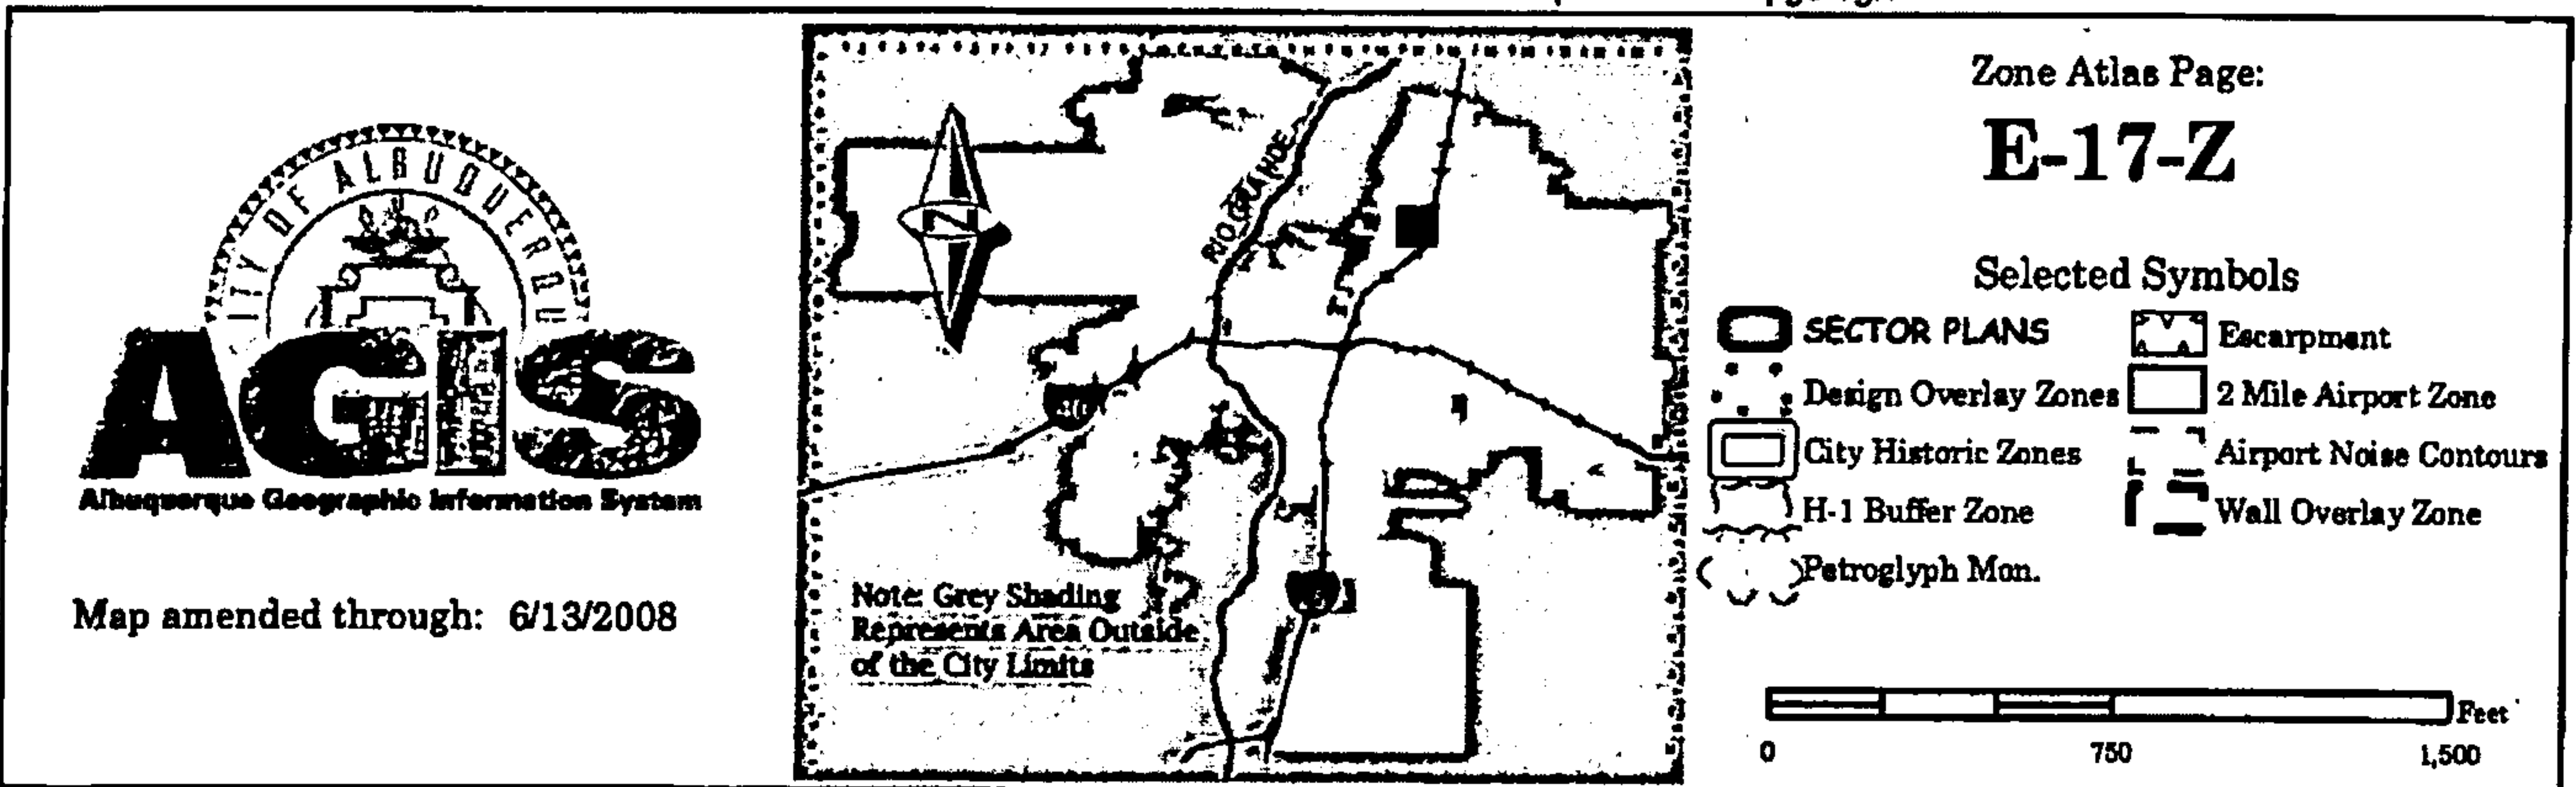 CITY OF ALBUQUERQUE
AGIS
Albuquerque Geographic Information System
Map amended through: 6/13/2008
RIO GRANDE
N
40
Note: Grey Shading
Represents Area Outside
of the City Limits
Zone Atlas Page:
E-17-Z
Selected Symbols
SECTOR PLANS
Escarpment
Design Overlay Zones
2 Mile Airport Zone
City Historic Zones
Airport Noise Contours
H-1 Buffer Zone
Wall Overlay Zone
Petroglyph Mon.
Feet
0 750 1,500